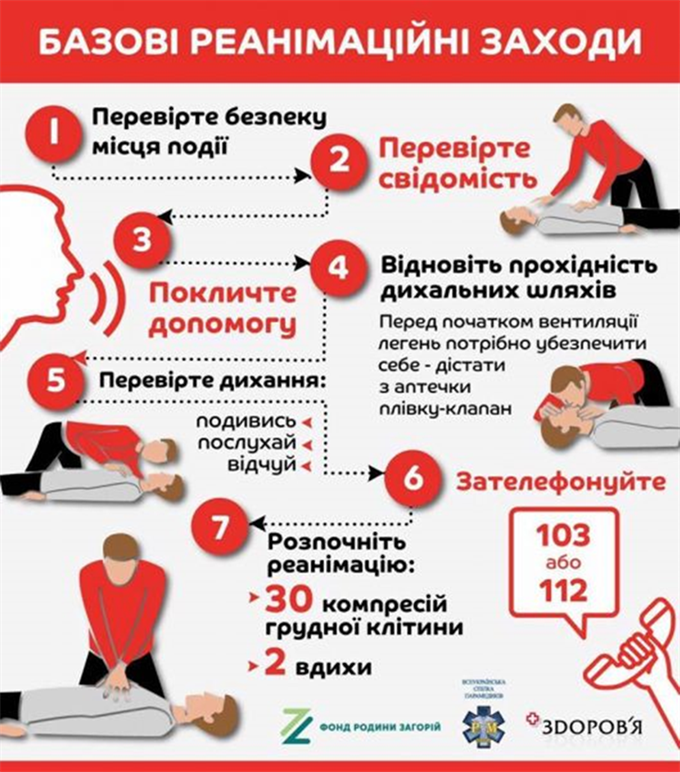 БАЗОВІ РЕАНІМАЦІЙНІ ЗАХОДИ
1
Перевірте безпеку
місця події
2
Перевірте
свідомість
3
Покличте
допомогу
4
Відновіть прохідність
дихальних шляхів
Перед початком вентиляції
легень потрібно убезпечити
себе - дістати
з аптечки
плівку-клапан
5
Перевірте дихання:
подивись
послухай
відчуй
6
Зателефонуйте
103
або
112
7
Розпочніть
реанімацію:
30 компресій
грудної клітини
2 вдихи
ФОНД РОДИНИ ЗАГОРІЙ
ВСЕУКРАЇНСЬКА
СПІЛКА
ПАРАМЕДИКІВ
P M
ЗДОРОВ'Я